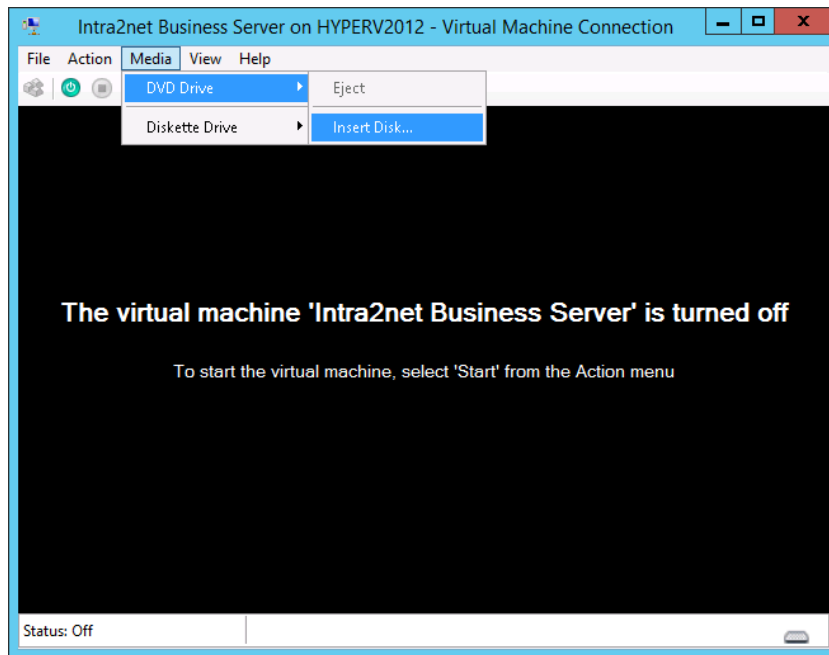 Intra2net Business Server on HYPERV2012 - Virtual Machine Connection
File Action Media View Help
DVD Drive
Eject
Diskette Drive
Insert Disk...
The virtual machine 'Intra2net Business Server' is turned off
To start the virtual machine, select 'Start' from the Action menu
Status: Off